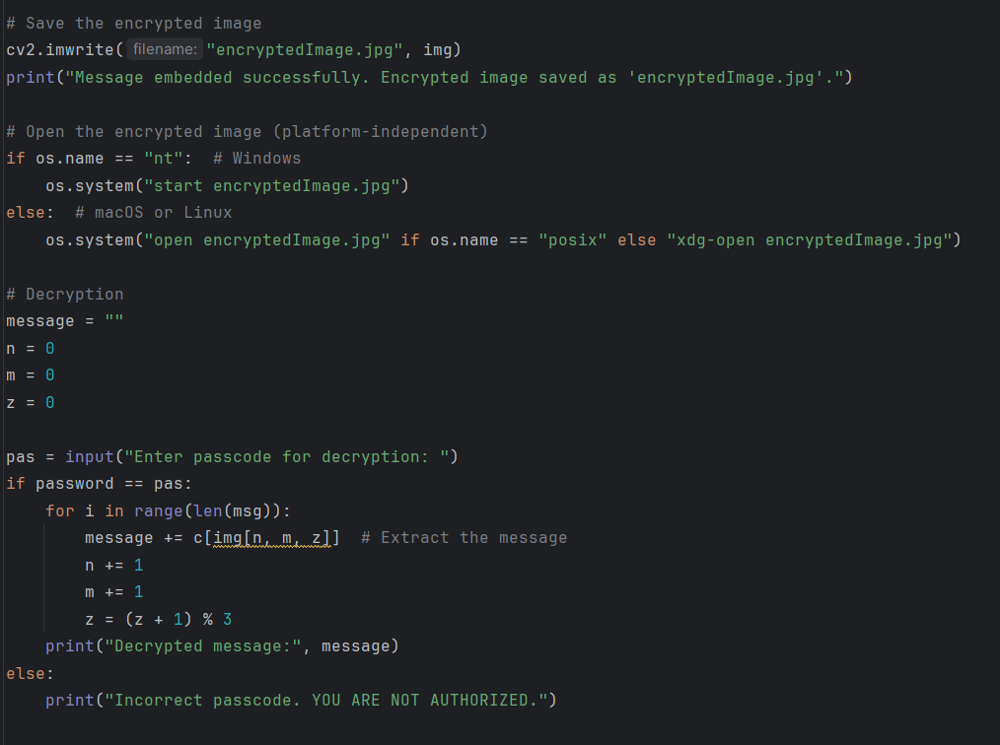 # Save the encrypted image
cv2.imwrite( filename: "encryptedImage.jpg", img)
print("Message embedded successfully. Encrypted image saved as 'encryptedImage.jpg'.")

# Open the encrypted image (platform-independent)
if os.name == "nt":  # Windows
    os.system("start encryptedImage.jpg")
else:  # macOS or Linux
    os.system("open encryptedImage.jpg" if os.name == "posix" else "xdg-open encryptedImage.jpg")

# Decryption
message = ""
n = 0
m = 0
z = 0

pas = input("Enter passcode for decryption: ")
if password == pas:
    for i in range(len(msg)):
        message += c[img[n, m, z]]  # Extract the message
        n += 1
        m += 1
        z = (z + 1) % 3
    print("Decrypted message:", message)
else:
    print("Incorrect passcode. YOU ARE NOT AUTHORIZED.")